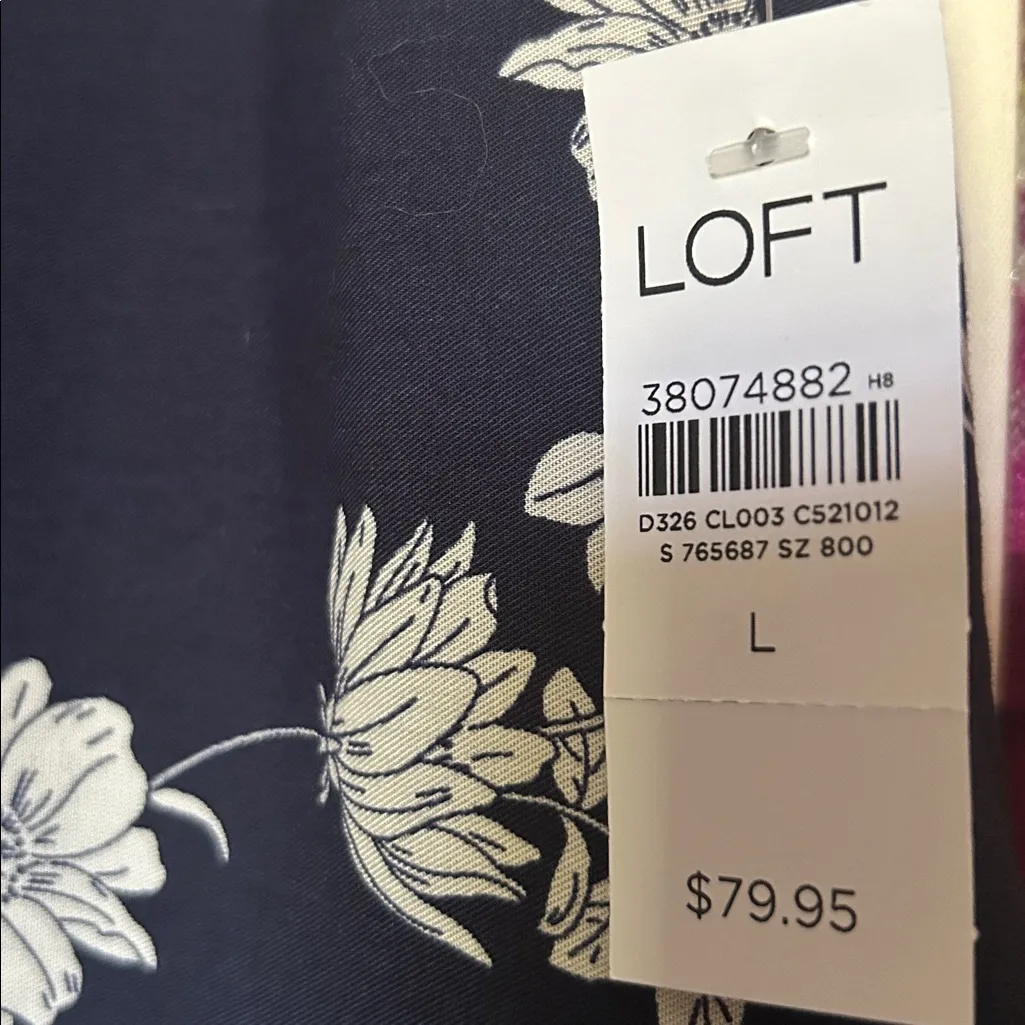 LOFT
38074882 H8
D326 CL003 C521012
S 765687 SZ 800
L
$79.95